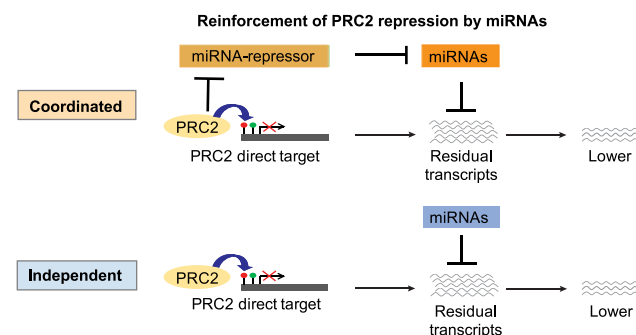 Reinforcement of PRC2 repression by miRNAs
miRNA-repressor
miRNAs
Coordinated
PRC2
PRC2 direct target
Residual
transcripts
Lower
miRNAs
Independent
PRC2
PRC2 direct target
Residual
transcripts
Lower